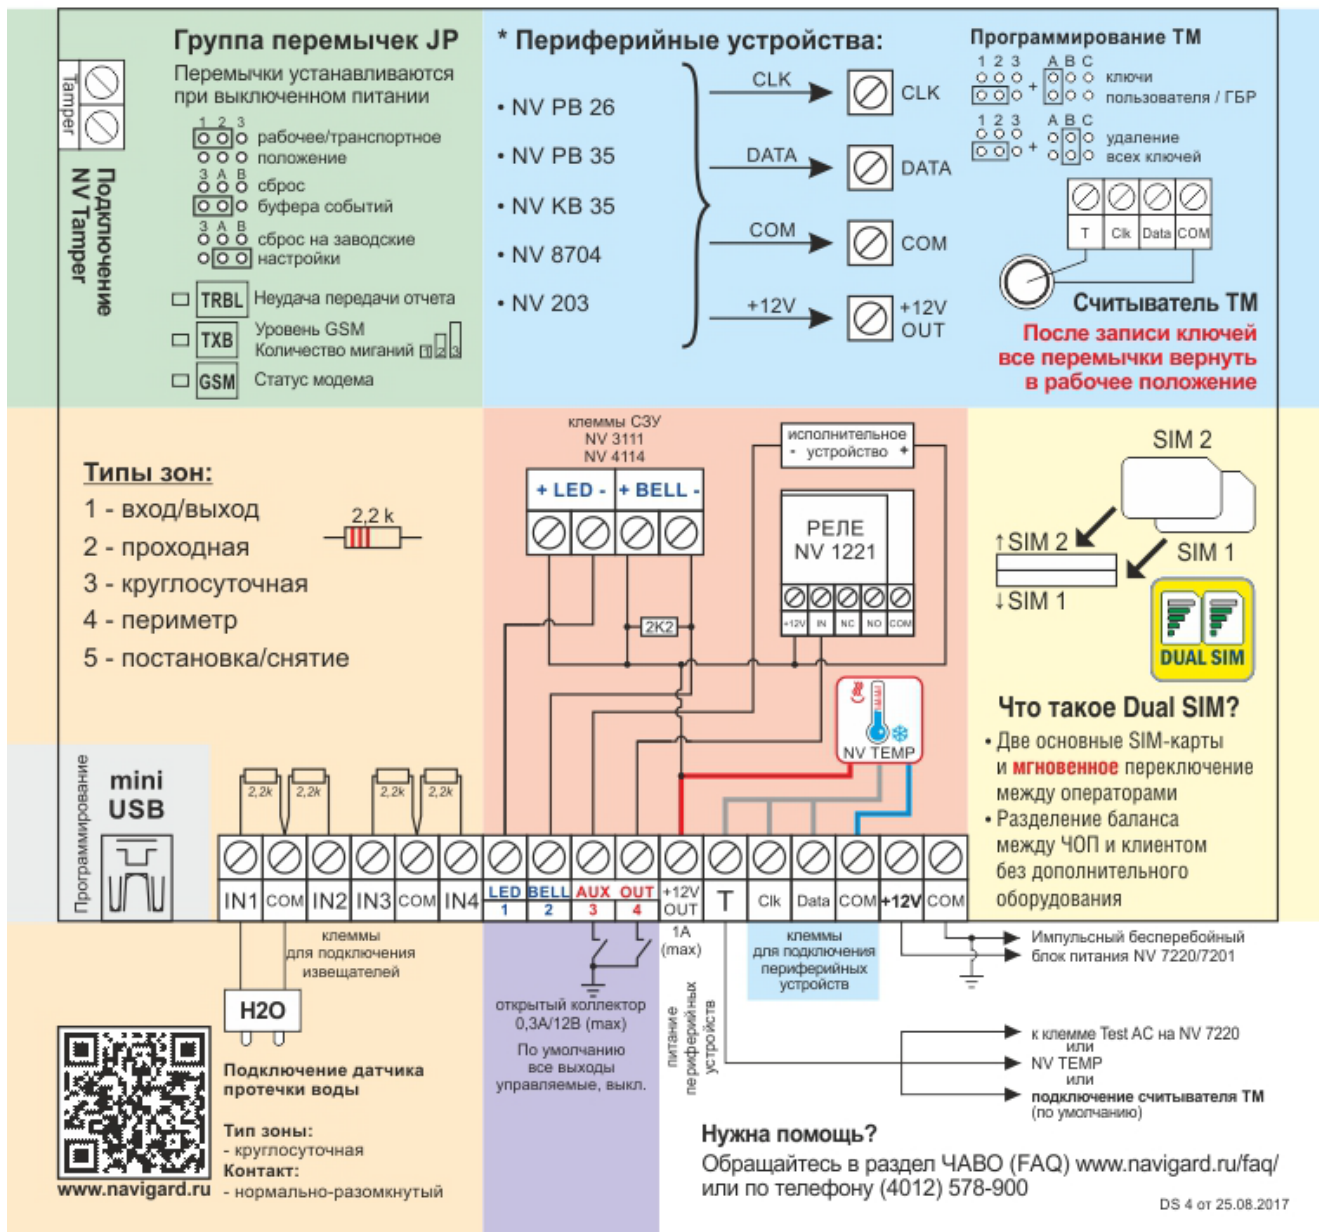 Группа перемычек JP
Перемычки устанавливаются
при выключенном питании
1 2 3
рабочее/транспортное
положение
3 A B
сброс
буфера событий
3 A B
сброс на заводские
настройки
TRBL Неудача передачи отчета
TXB Уровень GSM
Количество миганий 1 2 3
GSM Статус модема
Tamper
Подключение
NV Tamper
* Периферийные устройства:
• NV PB 26
• NV PB 35
• NV KB 35
• NV 8704
• NV 203
CLK CLK
DATA DATA
COM COM
+12V +12V
OUT
Программирование ТМ
1 2 3 A B C
+ ключи
пользователя / ГБР
1 2 3 A B C
+ удаление
всех ключей
T Clk Data COM
Считыватель ТМ
После записи ключей
все перемычки вернуть
в рабочее положение
Типы зон:
1 - вход/выход
2 - проходная
3 - круглосуточная
4 - периметр
5 - постановка/снятие
2,2 k
клеммы СЗУ
NV 3111
NV 4114
+ LED - + BELL -
2K2
исполнительное
- устройство +
РЕЛЕ
NV 1221
+12V IN NC NO COM
NV TEMP
SIM 2
SIM 1
↑SIM 2
↓SIM 1
DUAL SIM
Что такое Dual SIM?
• Две основные SIM-карты
и мгновенное переключение
между операторами
• Разделение баланса
между ЧОП и клиентом
без дополнительного
оборудования
Программирование
mini
USB
2,2k 2,2k 2,2k 2,2k
IN1 COM IN2 IN3 COM IN4 LED BELL AUX OUT +12V T Clk Data COM +12V COM
1 2 3 4 OUT
клеммы
для подключения
извещателей
H2O
Подключение датчика
протечки воды
Тип зоны:
- круглосуточная
Контакт:
- нормально-разомкнутый
www.navigard.ru
открытый коллектор
0,3А/12В (max)
По умолчанию
все выходы
управляемые, выкл.
1A
(max)
питание
периферийных
устройств
клеммы
для подключения
периферийных
устройств
Импульсный бесперебойный
блок питания NV 7220/7201
к клемме Test AC на NV 7220
или
NV TEMP
или
подключение считывателя ТМ
(по умолчанию)
Нужна помощь?
Обращайтесь в раздел ЧАВО (FAQ) www.navigard.ru/faq/
или по телефону (4012) 578-900
DS 4 от 25.08.2017